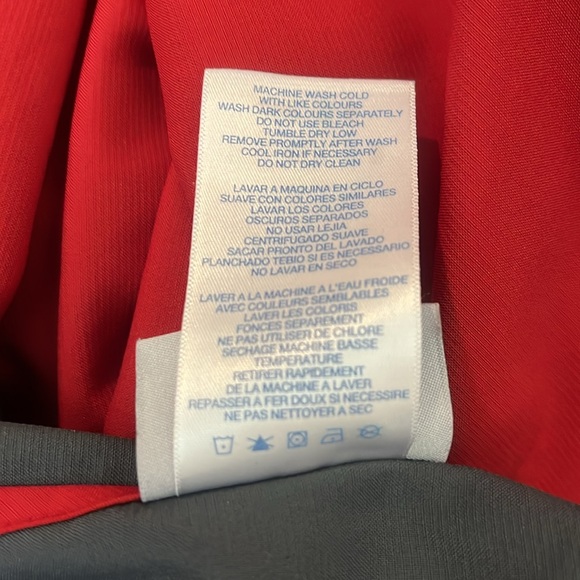 MACHINE WASH COLD
WITH LIKE COLOURS
WASH DARK COLOURS SEPARATELY
DO NOT USE BLEACH
TUMBLE DRY LOW
REMOVE PROMPTLY AFTER WASH
COOL IRON IF NECESSARY
DO NOT DRY CLEAN
LAVAR A MAQUINA EN CICLO
SUAVE CON COLORES SIMILARES
LAVAR LOS COLORES
OSCUROS SEPARADOS
NO USAR LEJIA
CENTRIFUGADO SUAVE
SACAR PRONTO DEL LAVADO
PLANCHADO TEBIO SI ES NECESSARIO
NO LAVAR EN SECO
LAVER A LA MACHINE A L'EAU FROIDE
AVEC COULEURS SEMBLABLES
LAVER LES COLORIS
FONCES SEPAREMENT
NE PAS UTILISER DE CHLORE
SECHAGE MACHINE BASSE
TEMPERATURE
RETIRER RAPIDEMENT
DE LA MACHINE A LAVER
REPASSER A FER DOUX SI NECESSIRE
NE PAS NETTOYER A SEC